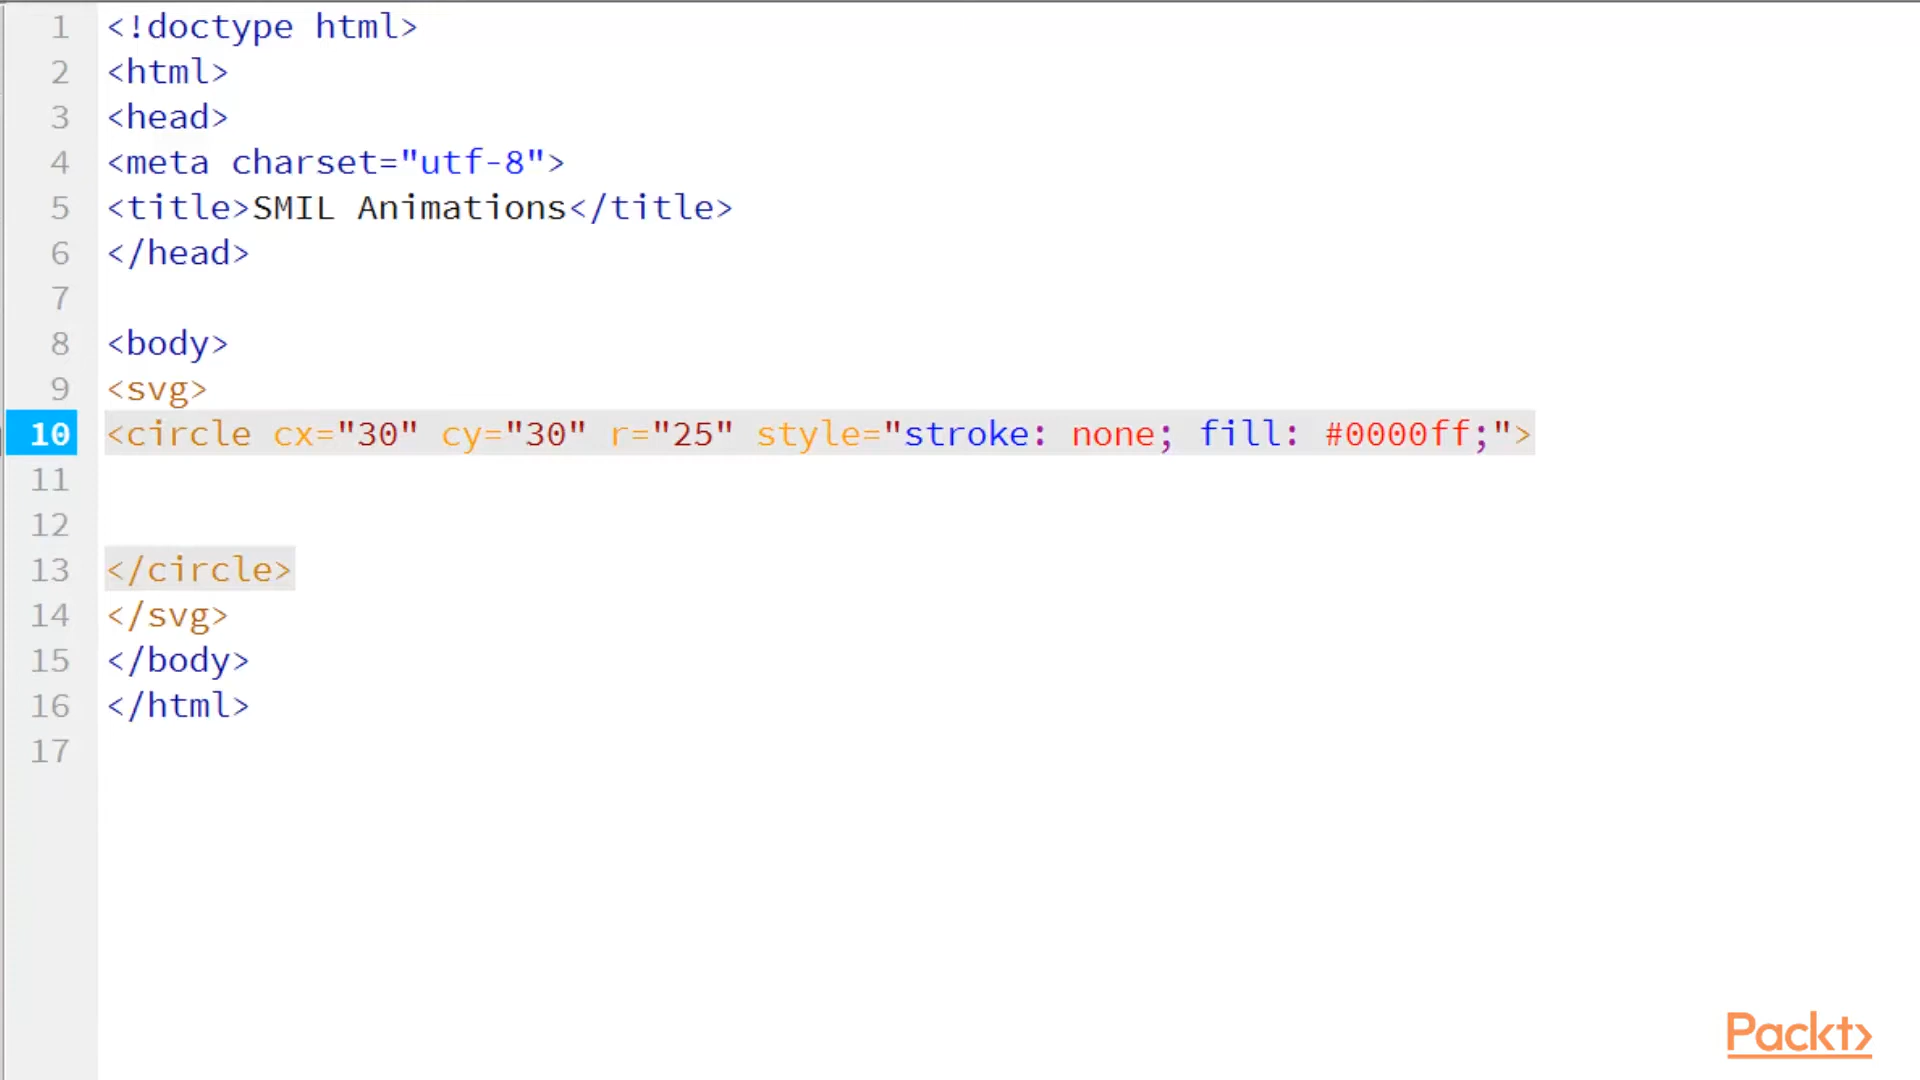 1 <!doctype html>
2 <html>
3 <head>
4 <meta charset="utf-8">
5 <title>SMIL Animations</title>
6 </head>
7
8 <body>
9 <svg>
10 <circle cx="30" cy="30" r="25" style="stroke: none; fill: #0000ff;">
11
12
13 </circle>
14 </svg>
15 </body>
16 </html>
17
Packt>